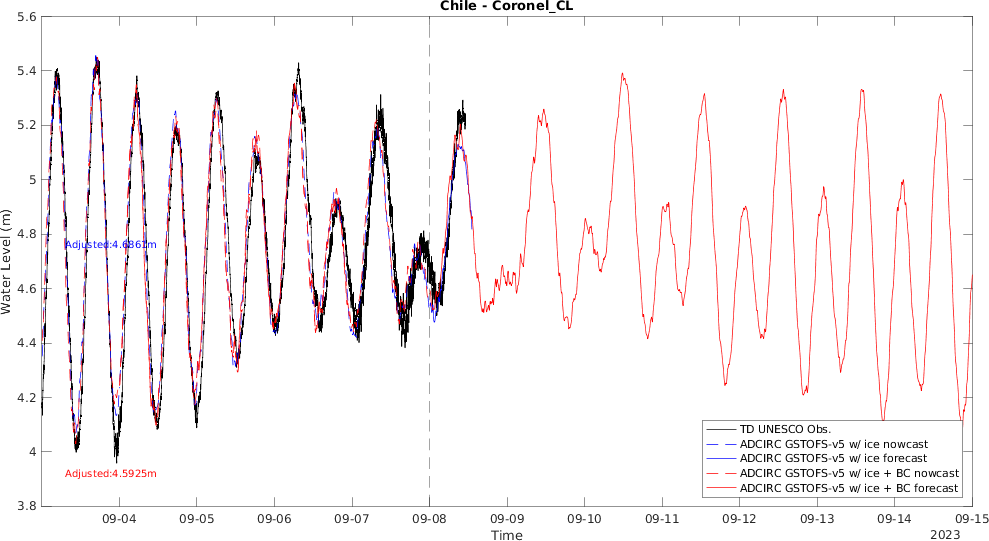 Chile - Coronel_CL
5.6
5.4
5.2
5
4.8
4.6
4.4
4.2
4
3.8
Water Level (m)
Adjusted:4.6861m
Adjusted:4.5925m
TD UNESCO Obs.
ADCIRC GSTOFS-v5 w/ ice nowcast
ADCIRC GSTOFS-v5 w/ ice forecast
ADCIRC GSTOFS-v5 w/ ice + BC nowcast
ADCIRC GSTOFS-v5 w/ ice + BC forecast
09-04 09-05 09-06 09-07 09-08 09-09 09-10 09-11 09-12 09-13 09-14 09-15
Time
2023